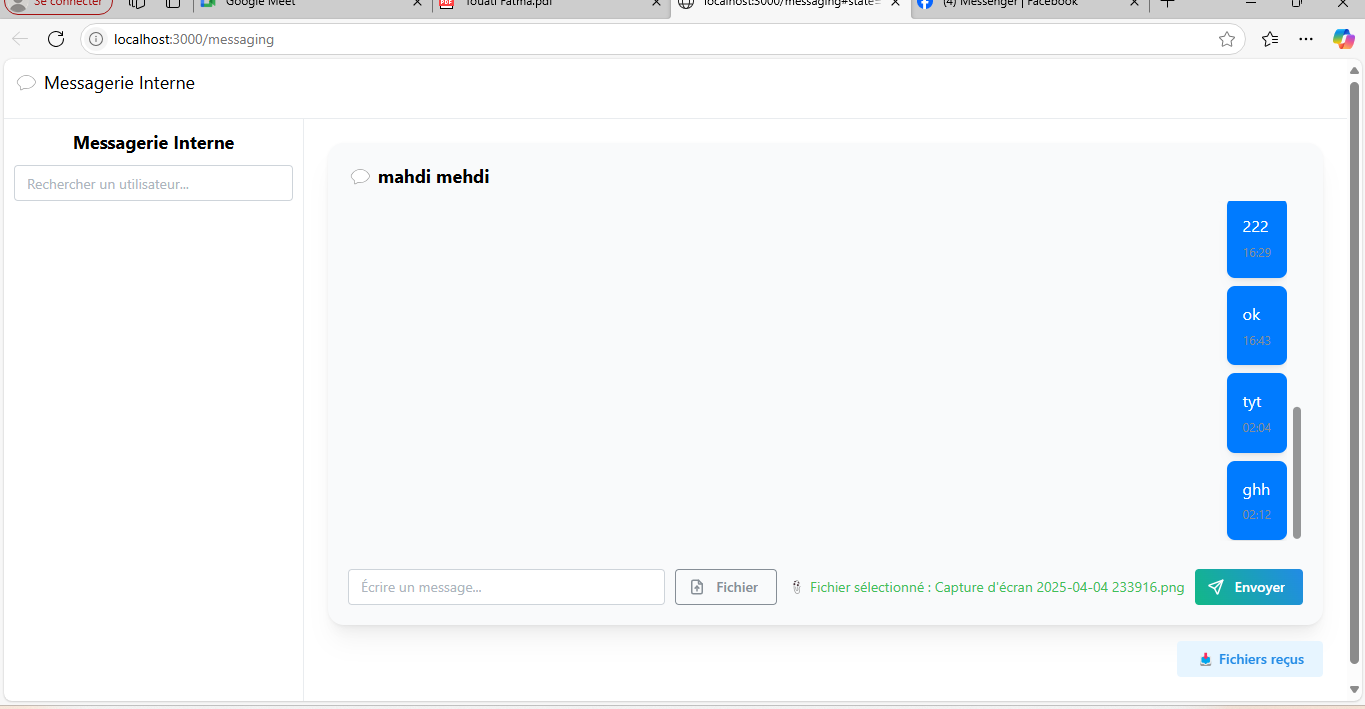 Se connecter
Google Meet
Touati Fatma.pdf
localhost:3000/messaging#state=
(4) Messenger | Facebook
localhost:3000/messaging
Messagerie Interne
Messagerie Interne
Rechercher un utilisateur...
mahdi mehdi
222
16:29
ok
16:43
tyt
02:04
ghh
02:12
Écrire un message...
Fichier
Fichier sélectionné : Capture d'écran 2025-04-04 233916.png
Envoyer
Fichiers reçus